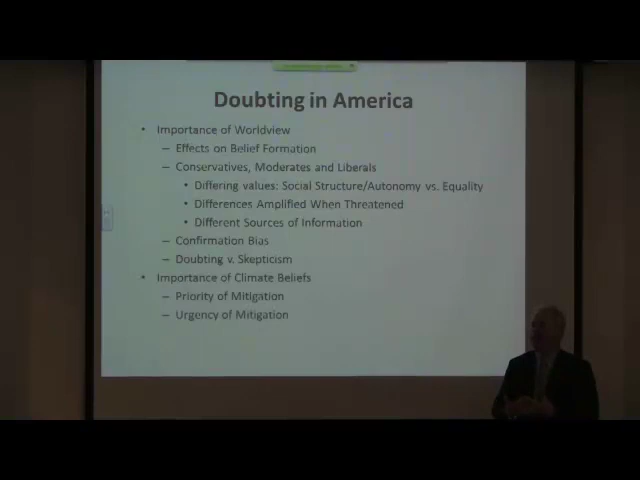 Doubting in America
• Importance of Worldview
– Effects on Belief Formation
– Conservatives, Moderates and Liberals
• Differing values: Social Structure/Autonomy vs. Equality
• Differences Amplified When Threatened
• Different Sources of Information
– Confirmation Bias
– Doubting v. Skepticism
• Importance of Climate Beliefs
– Priority of Mitigation
– Urgency of Mitigation